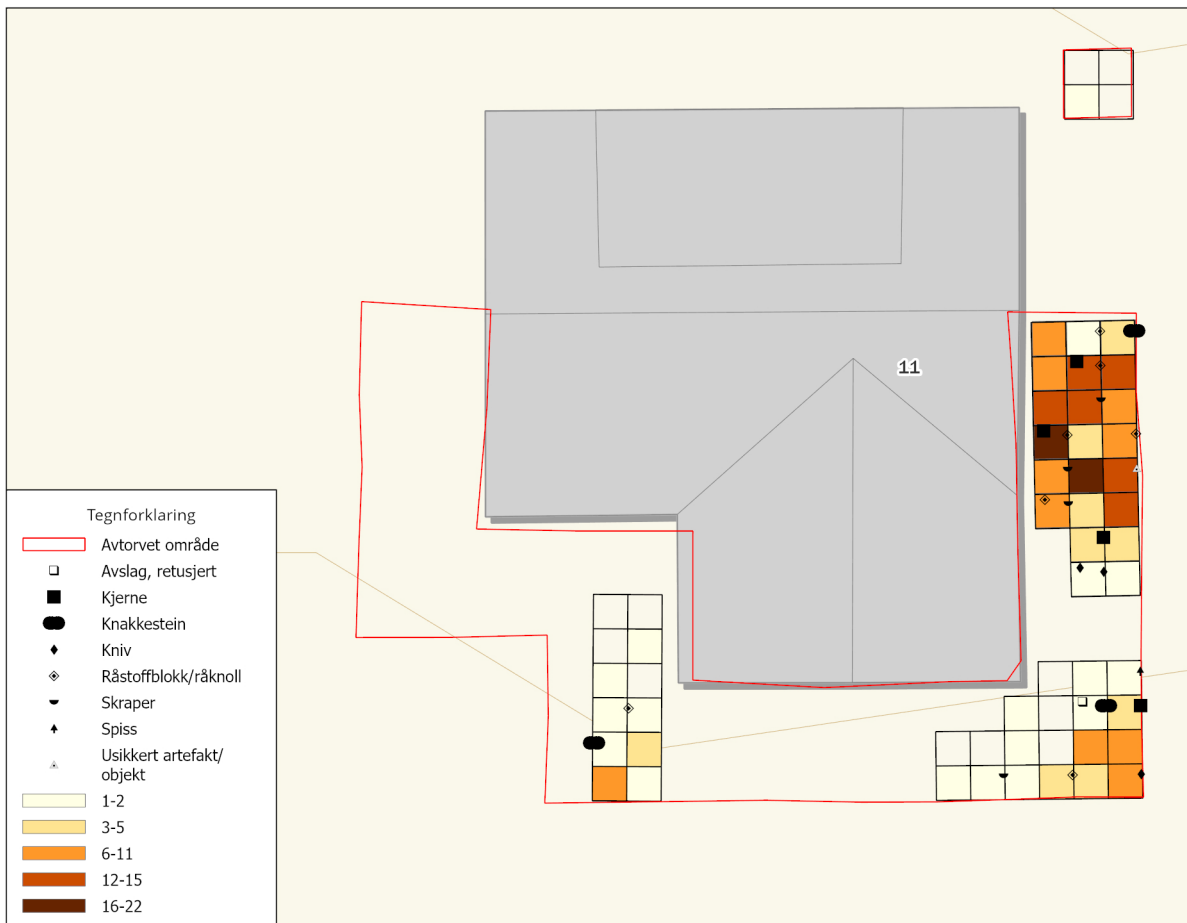 11
Tegnforklaring
Avtorvet område
Avslag, retusjert
Kjerne
Knakkestein
Kniv
Råstoffblokk/råknoll
Skraper
Spiss
Usikkert artefakt/
objekt
1-2
3-5
6-11
12-15
16-22